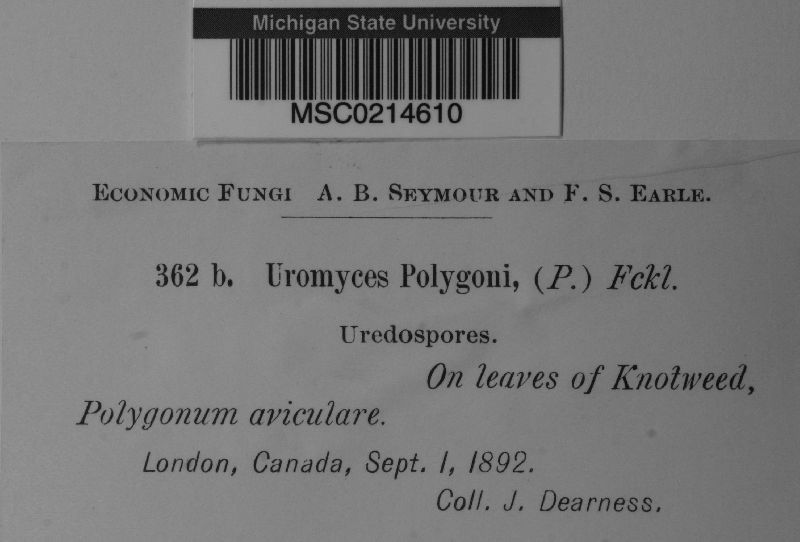 Michigan State University
MSC0214610
Economic Fungi A. B. Seymour and F. S. Earle.
362 b. Uromyces Polygoni, (P.) Fckl.
Uredospores.
On leaves of Knotweed,
Polygonum aviculare.
London, Canada, Sept. 1, 1892.
Coll. J. Dearness.